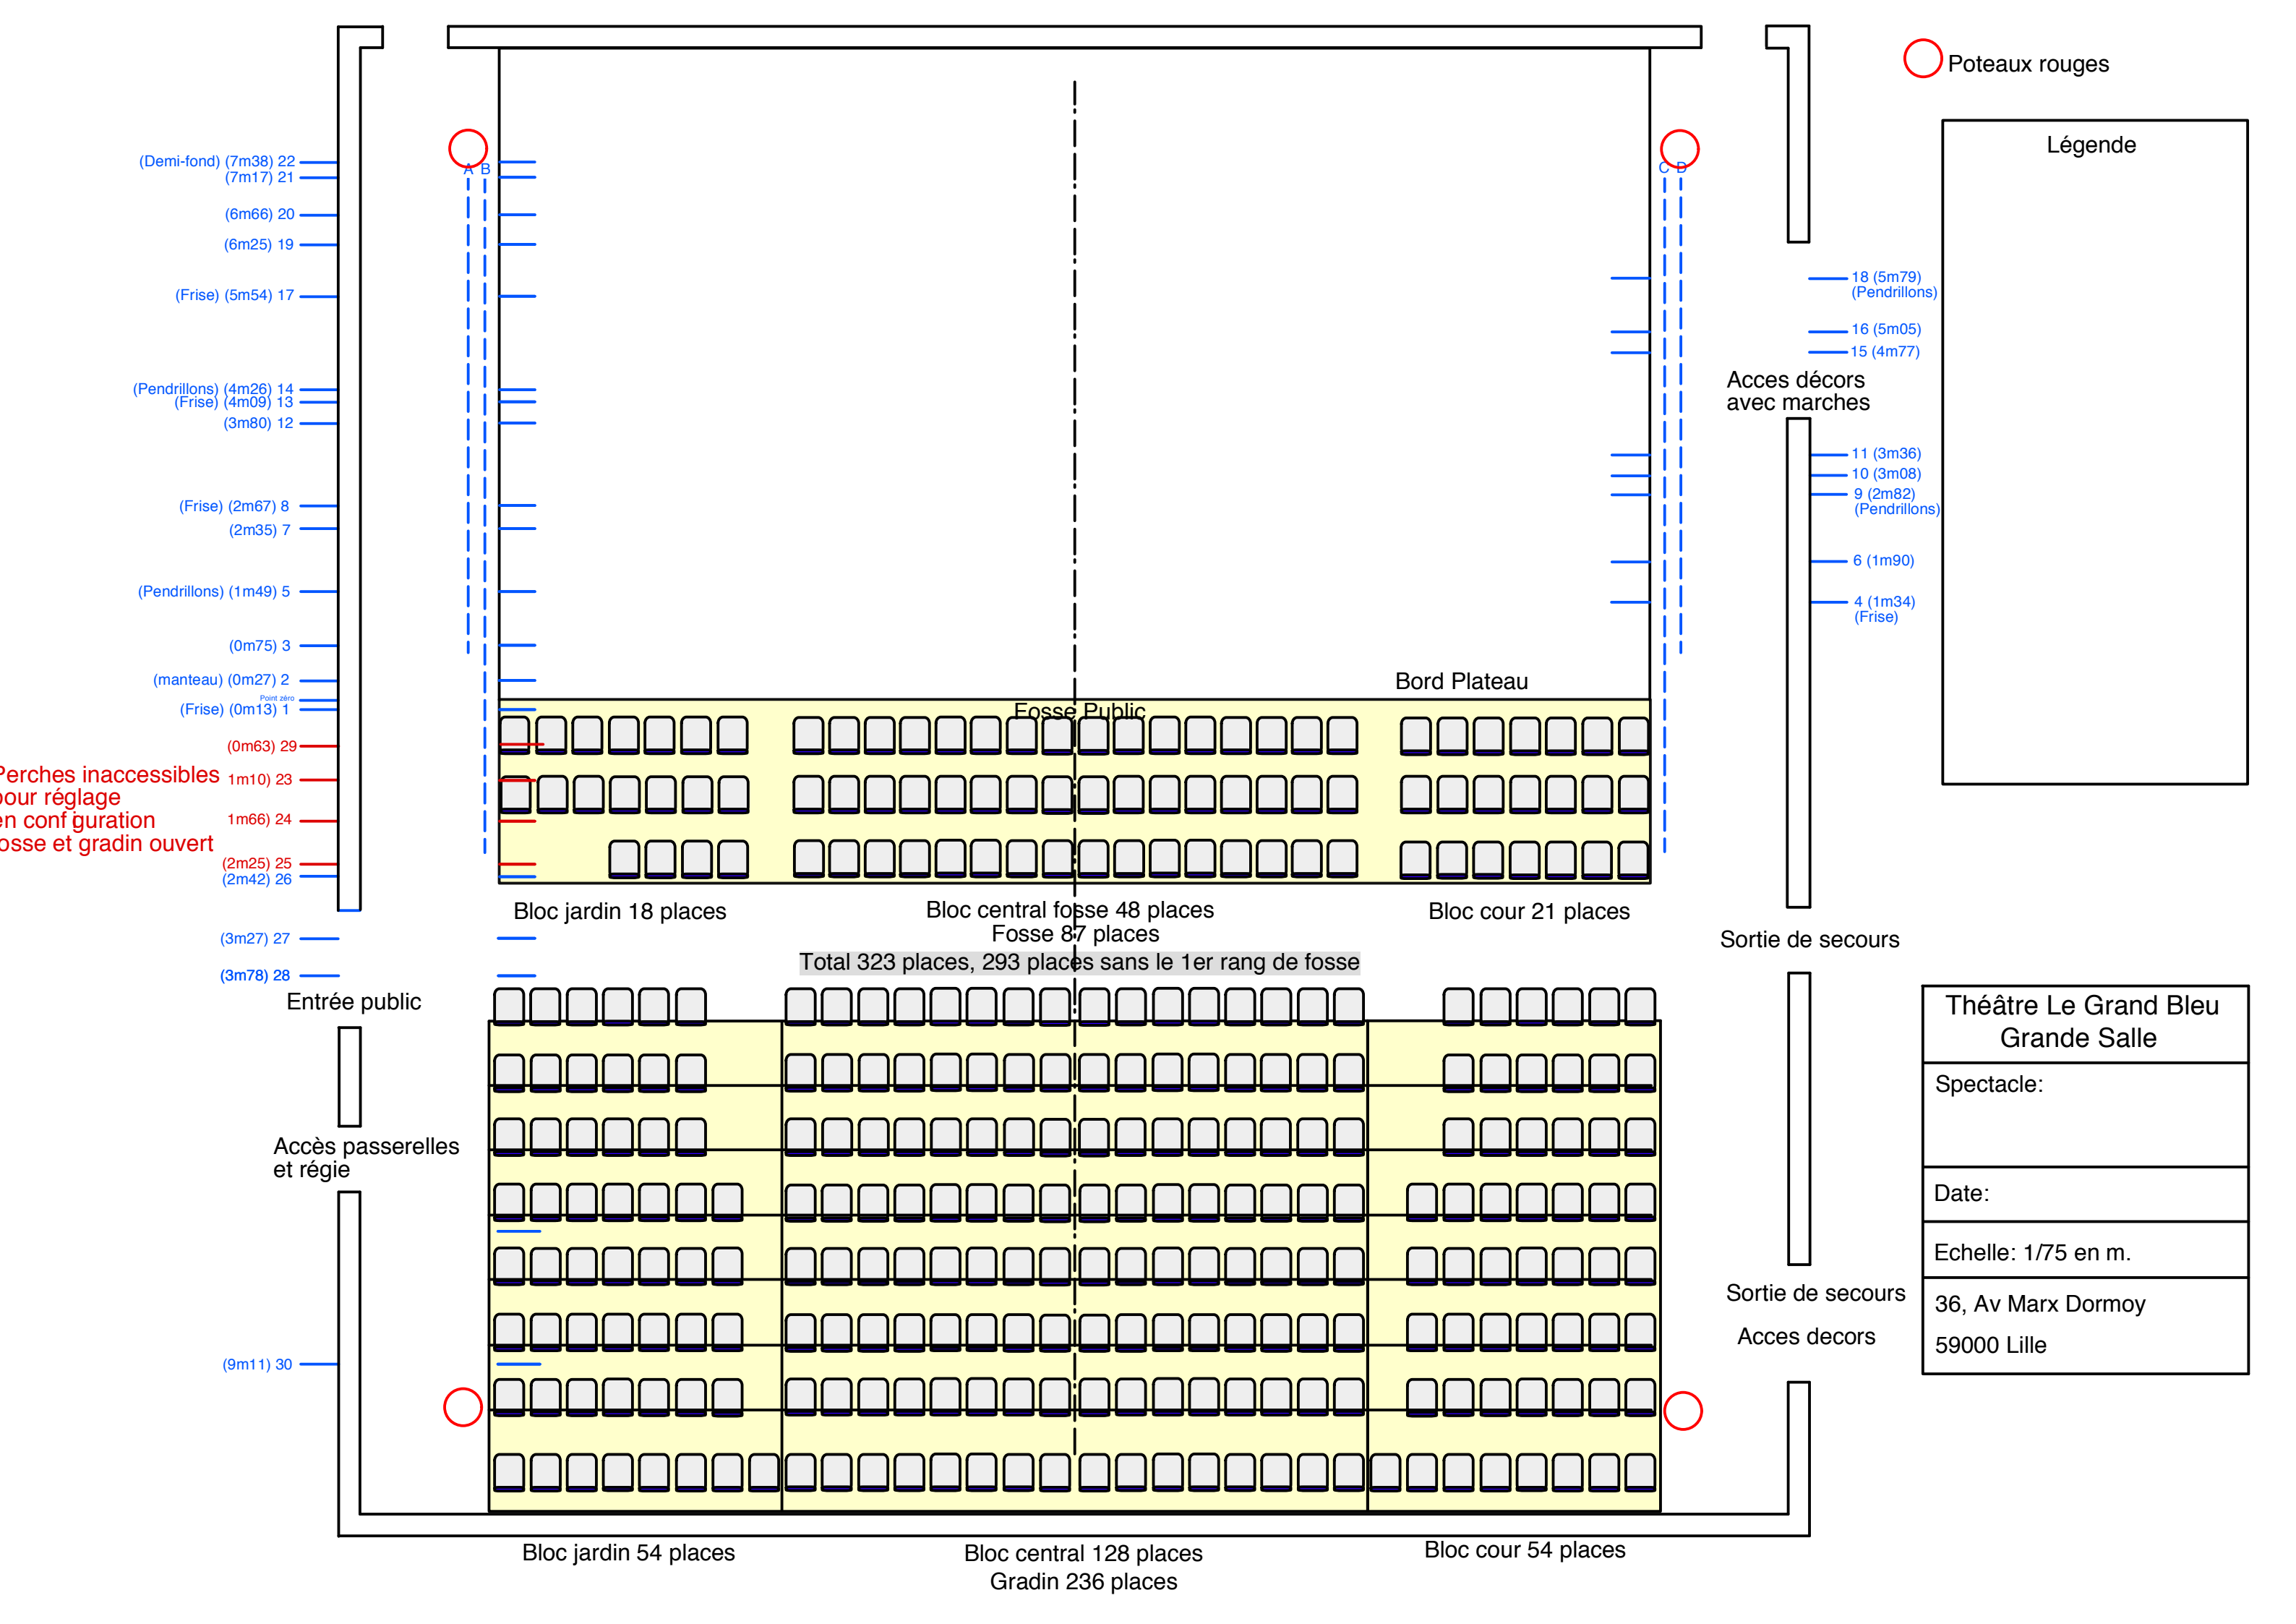 Poteaux rouges
Légende
(Demi-fond) (7m38) 22
(7m17) 21
(6m66) 20
(6m25) 19
(Frise) (5m54) 17
(Pendrillons) (4m26) 14
(Frise) (4m09) 13
(3m80) 12
(Frise) (2m67) 8
(2m35) 7
(Pendrillons) (1m49) 5
(0m75) 3
(manteau) (0m27) 2
Point zéro
(Frise) (0m13) 1
(0m63) 29
1m10) 23
1m66) 24
(2m25) 25
(2m42) 26
(3m27) 27
(3m78) 28
(9m11) 30
Perches inaccessibles
pour réglage
en configuration
fosse et gradin ouvert
A B
C D
18 (5m79)
(Pendrillons)
16 (5m05)
15 (4m77)
Acces décors
avec marches
11 (3m36)
10 (3m08)
9 (2m82)
(Pendrillons)
6 (1m90)
4 (1m34)
(Frise)
Bord Plateau
Fosse Public
Bloc jardin 18 places
Bloc central fosse 48 places
Bloc cour 21 places
Fosse 87 places
Total 323 places, 293 places sans le 1er rang de fosse
Sortie de secours
Entrée public
Accès passerelles
et régie
Sortie de secours
Acces decors
Bloc jardin 54 places
Bloc central 128 places
Bloc cour 54 places
Gradin 236 places
Théâtre Le Grand Bleu
Grande Salle
Spectacle:
Date:
Echelle: 1/75 en m.
36, Av Marx Dormoy
59000 Lille